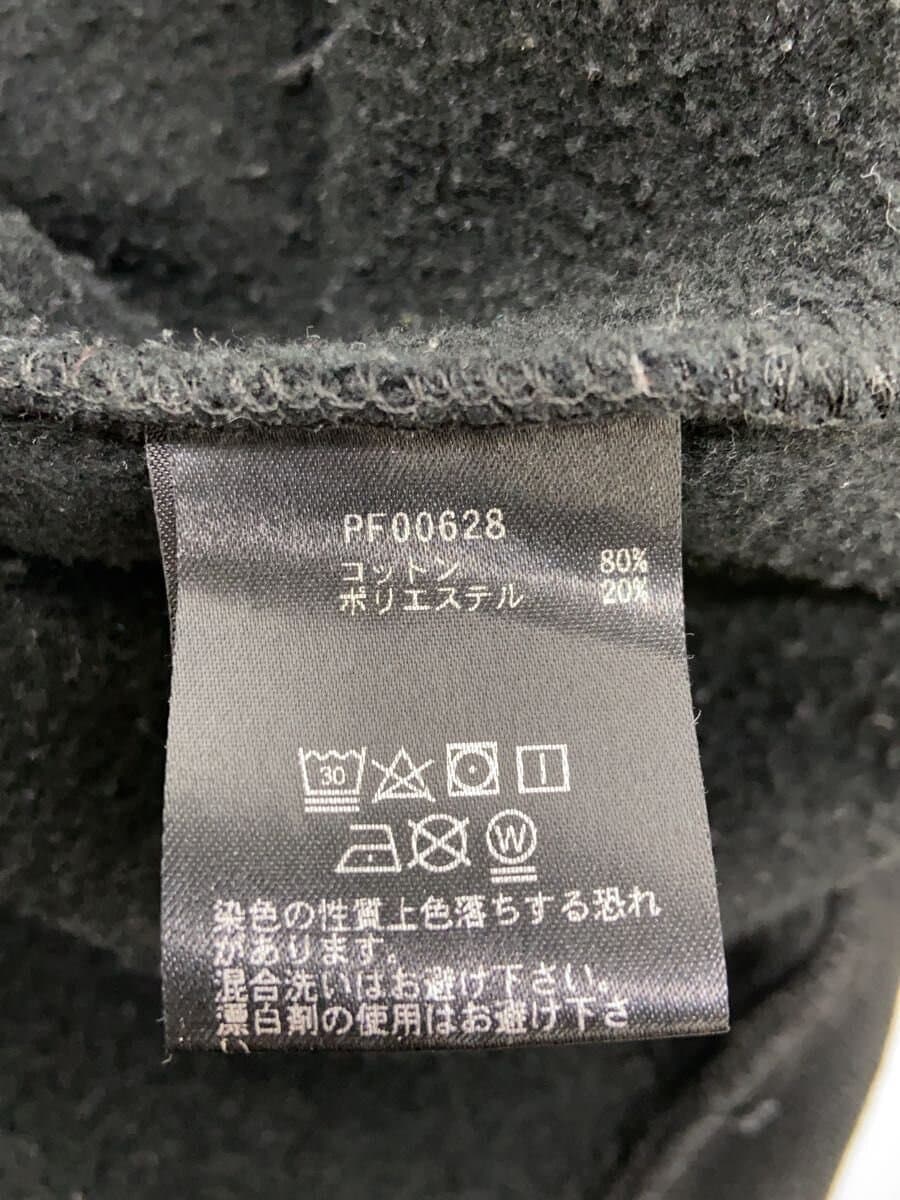 PF00628
コットン 80%
ポリエステル 20%
30
W
染色の性質上色落ちする恐れ
があります。
混合洗いはお避け下さい。
漂白剤の使用はお避け下さ
い